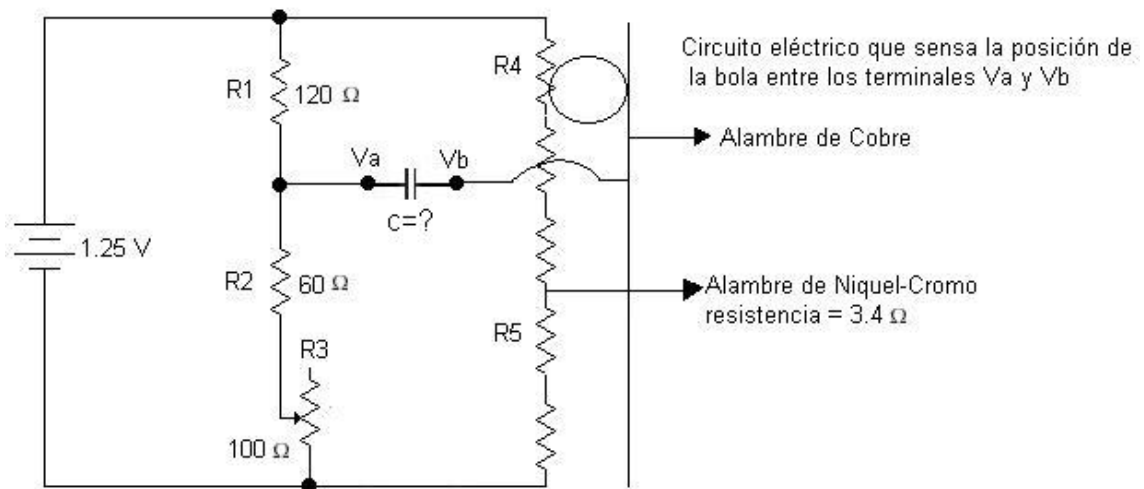 Circuito eléctrico que sensa la posición de
la bola entre los terminales Va y Vb
R4
R1
120 Ω
Alambre de Cobre
Va
Vb
c=?
1.25 V
R2
60 Ω
Alambre de Niquel-Cromo
resistencia = 3.4 Ω
R5
R3
100 Ω